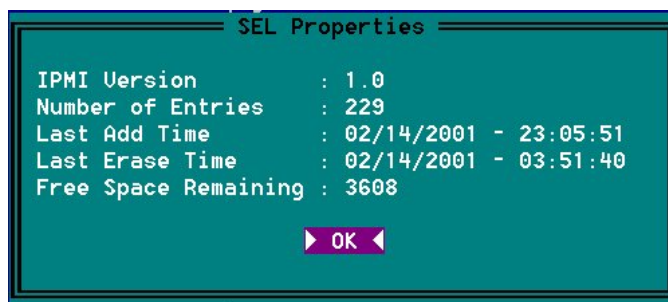 SEL Properties
IPMI Version : 1.0
Number of Entries : 229
Last Add Time : 02/14/2001 - 23:05:51
Last Erase Time : 02/14/2001 - 03:51:40
Free Space Remaining : 3608
OK